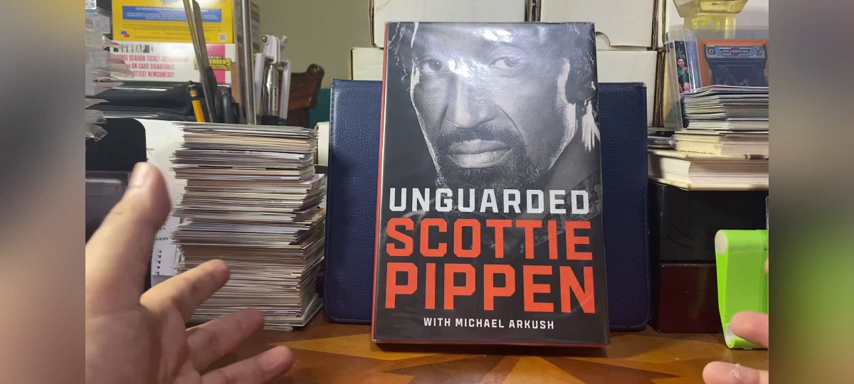 UNGUARDED
SCOTTIE
PIPPEN
WITH MICHAEL ARKUSH